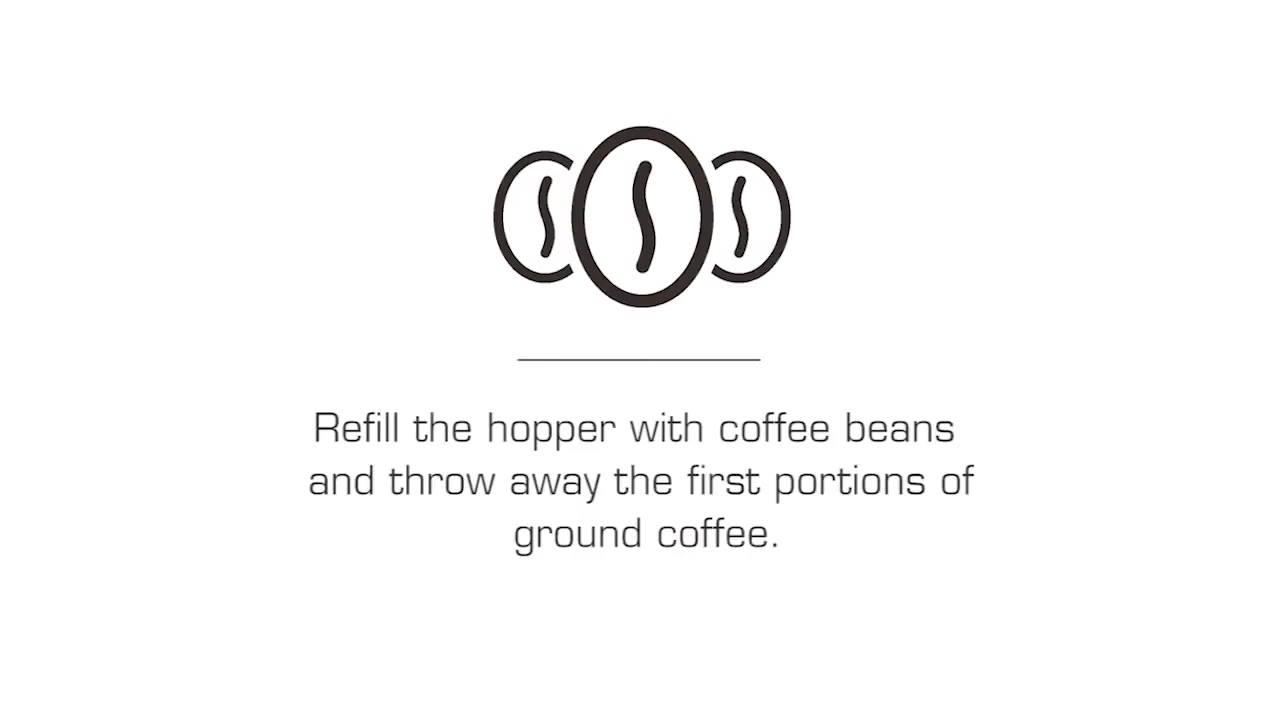 Refill the hopper with coffee beans
and throw away the first portions of
ground coffee.